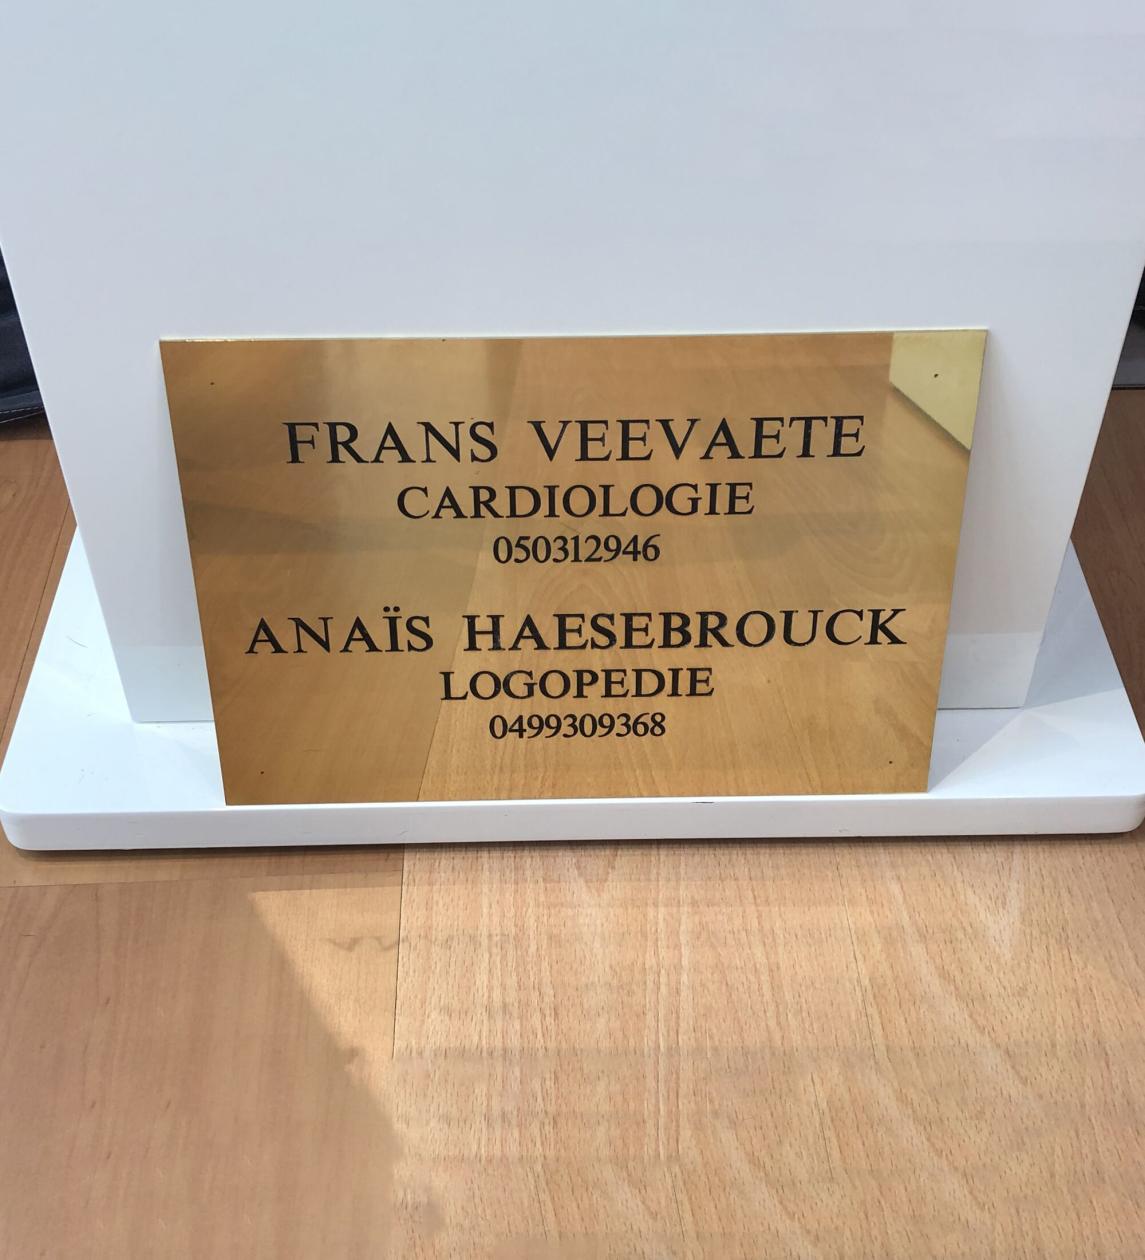 FRANS VEEVAETE
CARDIOLOGIE
050312946
ANAÏS HAESEBROUCK
LOGOPEDIE
0499309368